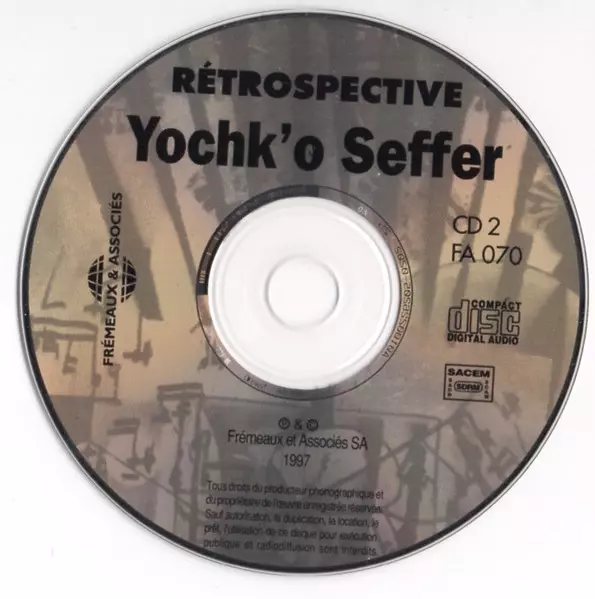 RÉTROSPECTIVE
Yochk'o Seffer
CD 2
FA 070
FRÉMEAUX & ASSOCIÉS
COMPACT
disc
DIGITAL AUDIO
SACEM
SDRM
℗ & ©
Frémeaux et Associés SA
1997
Tous droits du producteur phonographique et
du propriétaire de l'œuvre enregistrée réservés.
Sauf autorisation, la duplication, la location, le
prêt, l'utilisation de ce disque pour exécution
publique et radiodiffusion sont interdits.